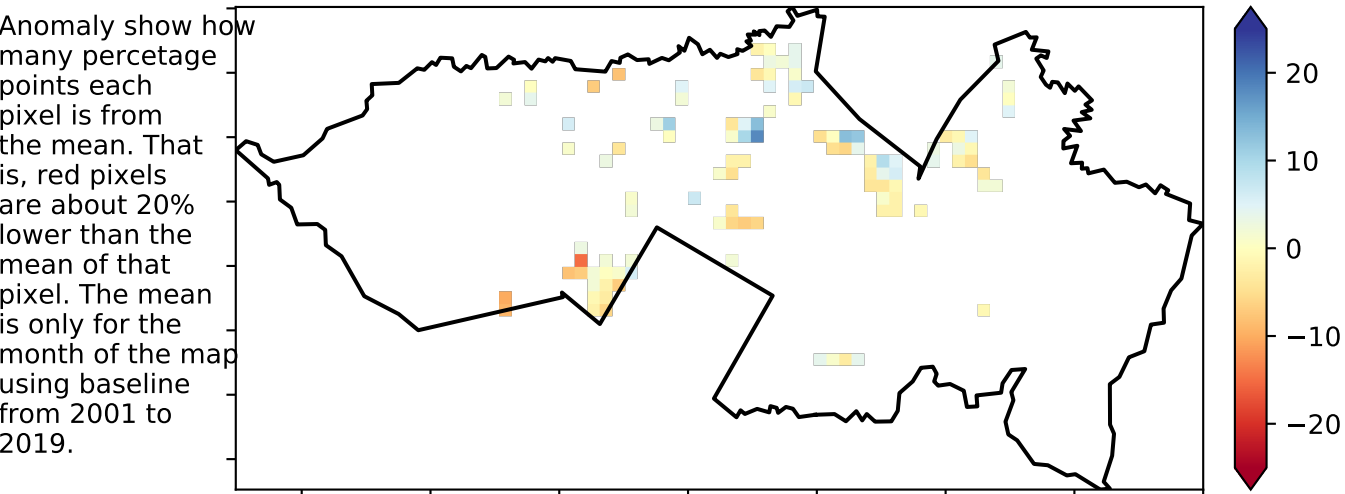 Anomaly show how
many percetage
points each
pixel is from
the mean. That
is, red pixels
are about 20%
lower than the
mean of that
pixel. The mean
is only for the
month of the map
using baseline
from 2001 to
2019.
20
10
0
−10
−20